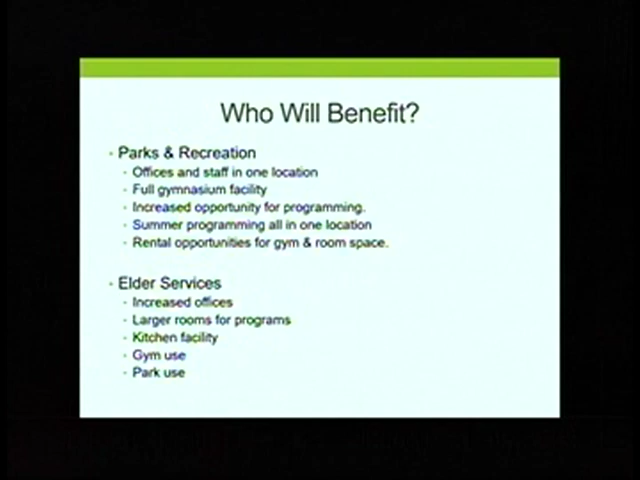 Who Will Benefit?
· Parks & Recreation
· Offices and staff in one location
· Full gymnasium facility
· Increased opportunity for programming.
· Summer programming all in one location
· Rental opportunities for gym & room space.
· Elder Services
· Increased offices
· Larger rooms for programs
· Kitchen facility
· Gym use
· Park use